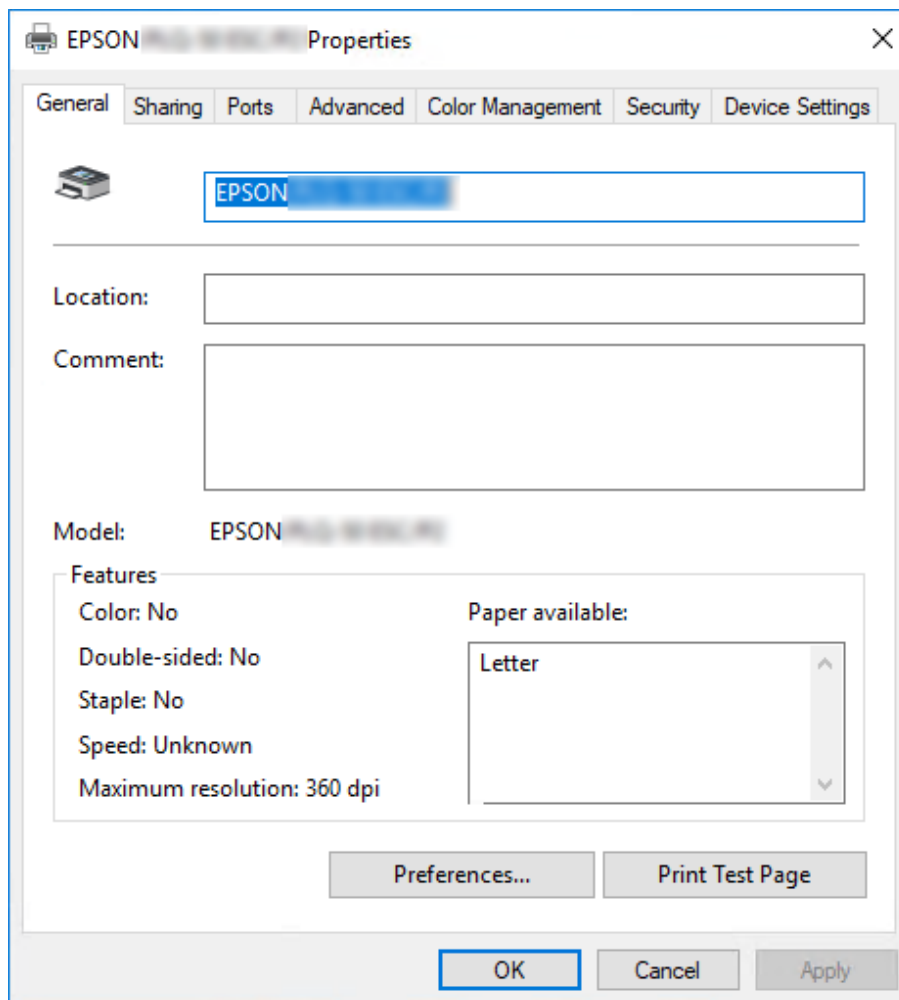 EPSON Properties
General Sharing Ports Advanced Color Management Security Device Settings
EPSON
Location:
Comment:
Model: EPSON
Features
Color: No
Double-sided: No
Staple: No
Speed: Unknown
Maximum resolution: 360 dpi
Paper available:
Letter
Preferences... Print Test Page
OK Cancel Apply